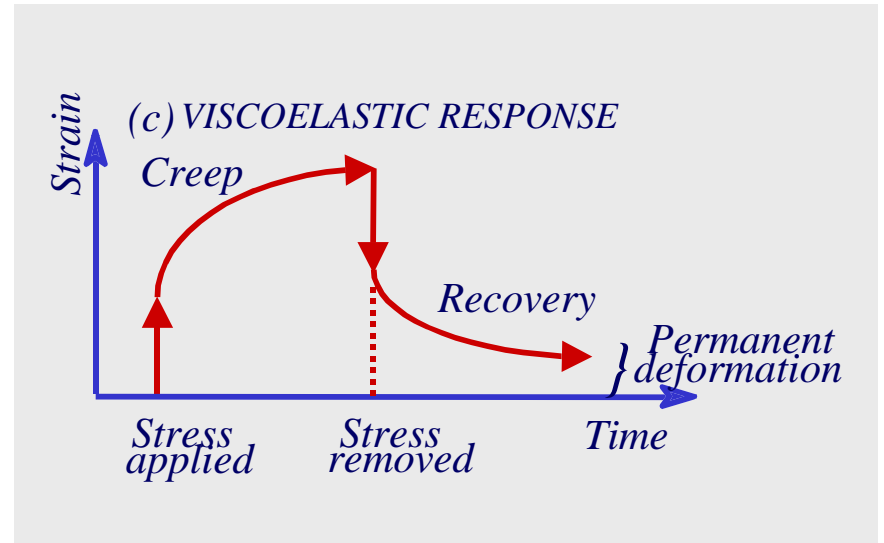 Strain
(c) VISCOELASTIC RESPONSE
Creep
Recovery
} Permanent
deformation
Stress
applied
Stress
removed
Time